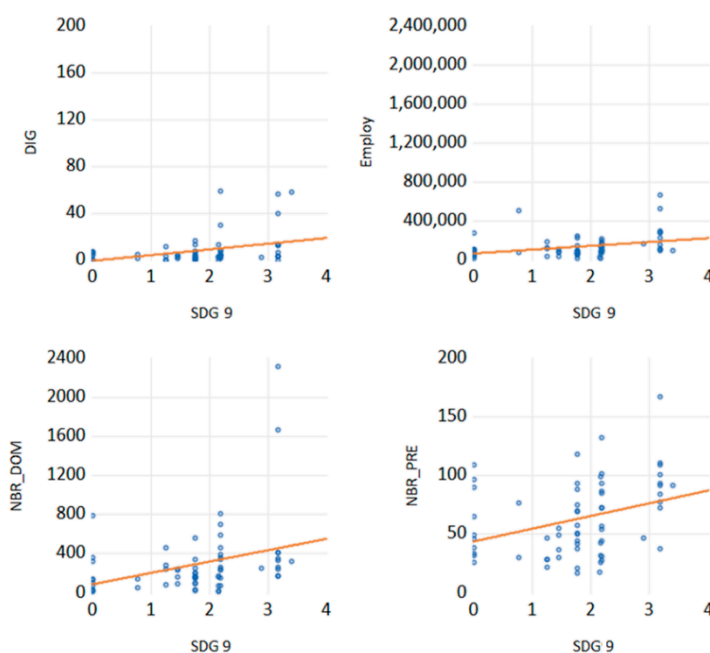 200
160
120
80
40
0
DIG
0 1 2 3 4
SDG 9
2,400,000
2,000,000
1,600,000
1,200,000
800,000
400,000
0
Employ
0 1 2 3 4
SDG 9
2400
2000
1600
1200
800
400
0
NBR_DOM
0 1 2 3 4
SDG 9
200
150
100
50
0
NBR_PRE
0 1 2 3 4
SDG 9